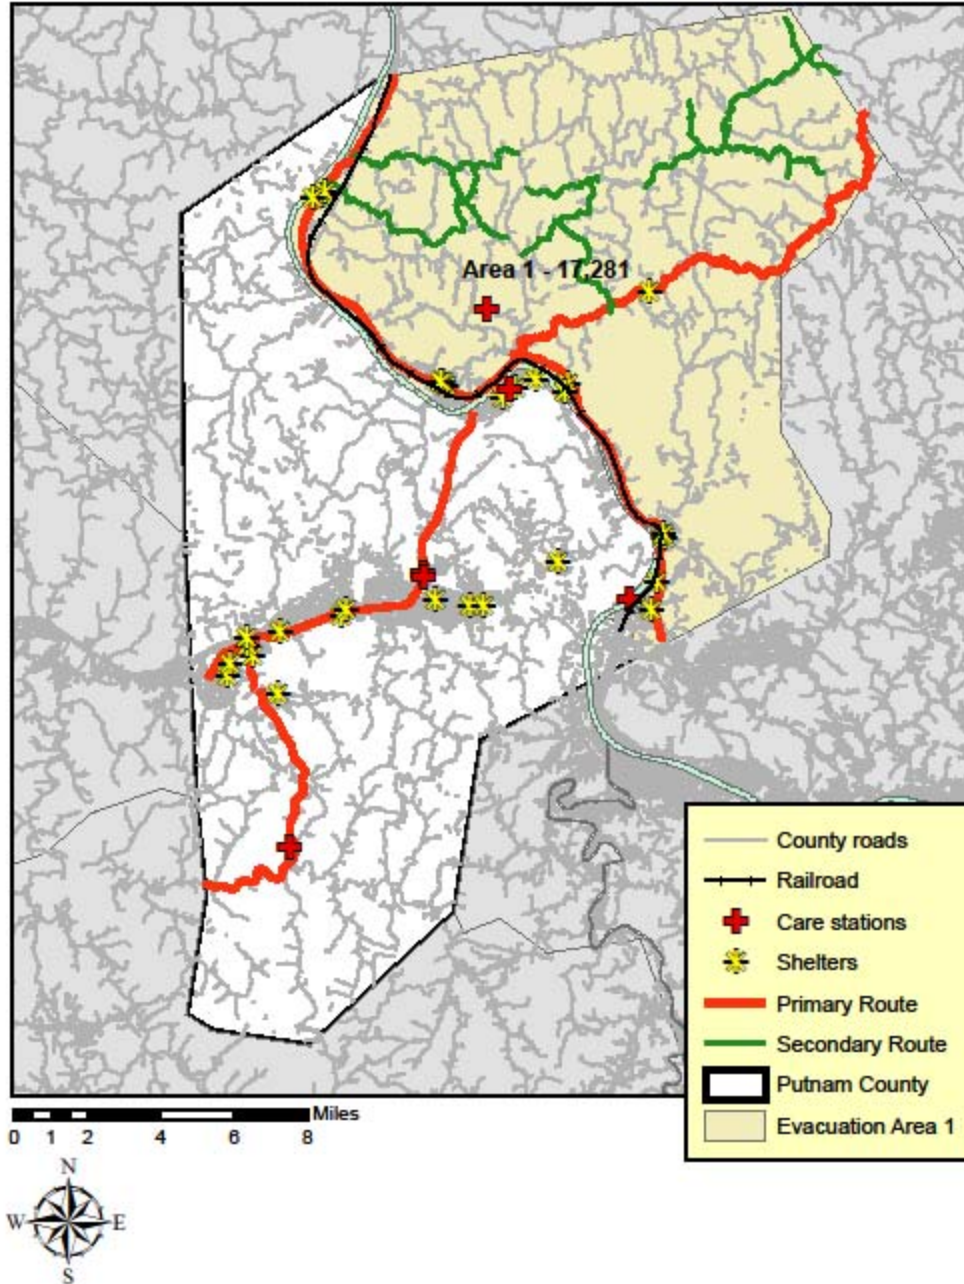 Area 1 - 17,281
County roads
Railroad
Care stations
Shelters
Primary Route
Secondary Route
Putnam County
Evacuation Area 1
Miles
0 1 2 4 6 8
N
W E
S